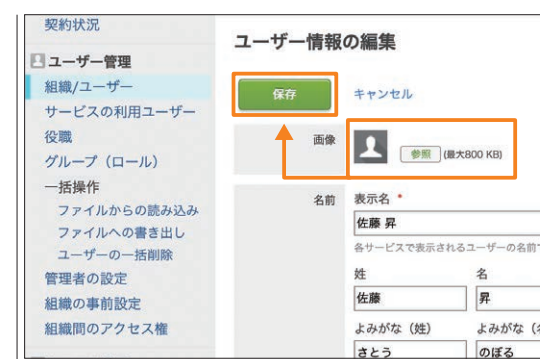 契約状況
ユーザー管理
組織/ユーザー
サービスの利用ユーザー
役職
グループ（ロール）
一括操作
ファイルからの読み込み
ファイルへの書き出し
ユーザーの一括削除
管理者の設定
組織の事前設定
組織間のアクセス権
ユーザー情報の編集
保存 キャンセル
画像 参照 (最大800 KB)
名前 表示名 *
佐藤 昇
各サービスで表示されるユーザーの名前
姓 名
佐藤 昇
よみがな（姓） よみがな（
さとう のぼる